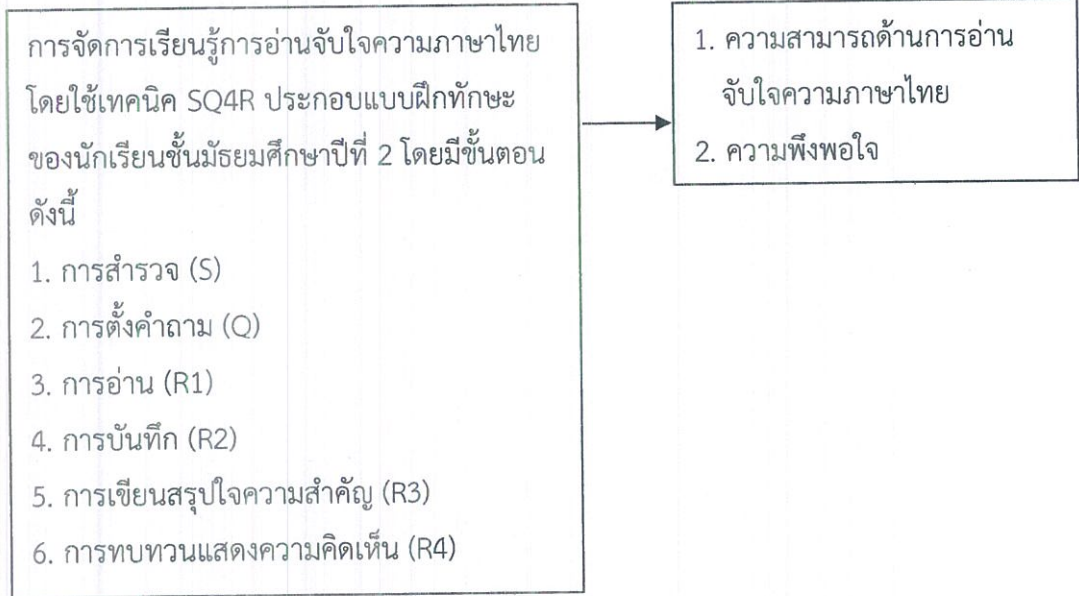 การจัดการเรียนรู้การอ่านจับใจความภาษาไทย
โดยใช้เทคนิค SQ4R ประกอบแบบฝึกทักษะ
ของนักเรียนชั้นมัธยมศึกษาปีที่ 2 โดยมีขั้นตอน
ดังนี้
1. การสำรวจ (S)
2. การตั้งคำถาม (Q)
3. การอ่าน (R1)
4. การบันทึก (R2)
5. การเขียนสรุปใจความสำคัญ (R3)
6. การทบทวนแสดงความคิดเห็น (R4)
1. ความสามารถด้านการอ่าน
จับใจความภาษาไทย
2. ความพึงพอใจ